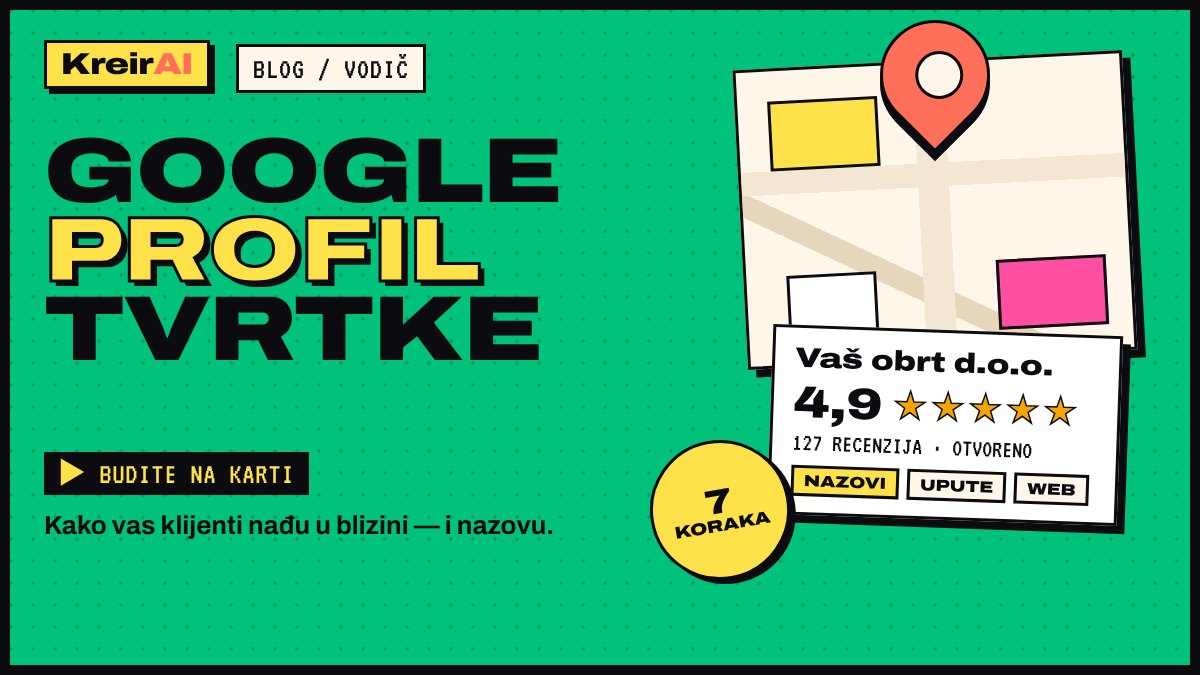 KreirAI
BLOG / VODIČ
GOOGLE
PROFIL
TVRTKE
BUDITE NA KARTI
Kako vas klijenti nađu u blizini — i nazovu.
Vaš obrt d.o.o.
4,9 ★★★★★
127 RECENZIJA · OTVORENO
NAZOVI UPUTE WEB
7
KORAKA